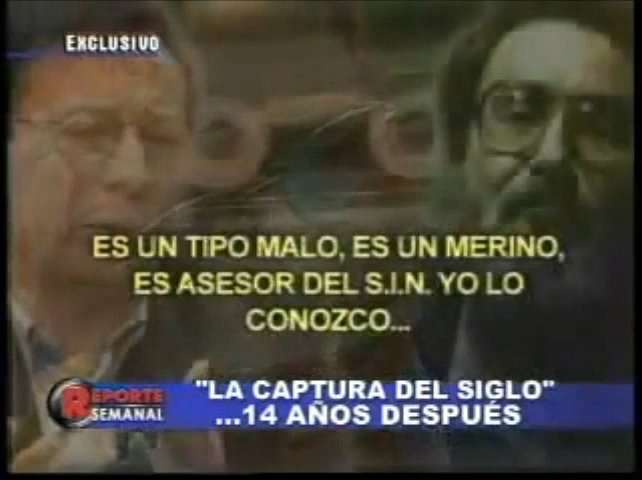 EXCLUSIVO
ES UN TIPO MALO, ES UN MERINO,
ES ASESOR DEL S.I.N. YO LO
CONOZCO...
REPORTE
SEMANAL
"LA CAPTURA DEL SIGLO"
...14 AÑOS DESPUÉS